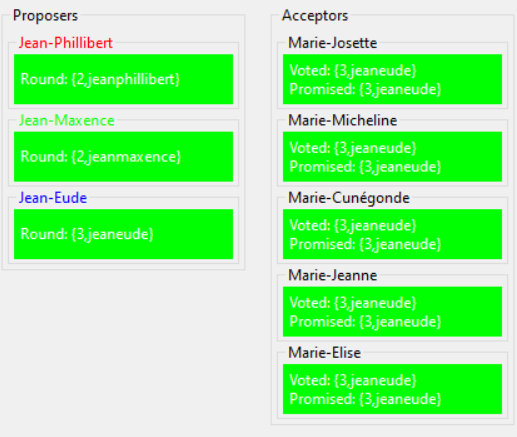 Proposers
Jean-Phillibert
Round: {2,jeanphillibert}
Jean-Maxence
Round: {2,jeanmaxence}
Jean-Eude
Round: {3,jeaneude}
Acceptors
Marie-Josette
Voted: {3,jeaneude}
Promised: {3,jeaneude}
Marie-Micheline
Voted: {3,jeaneude}
Promised: {3,jeaneude}
Marie-Cunégonde
Voted: {3,jeaneude}
Promised: {3,jeaneude}
Marie-Jeanne
Voted: {3,jeaneude}
Promised: {3,jeaneude}
Marie-Elise
Voted: {3,jeaneude}
Promised: {3,jeaneude}